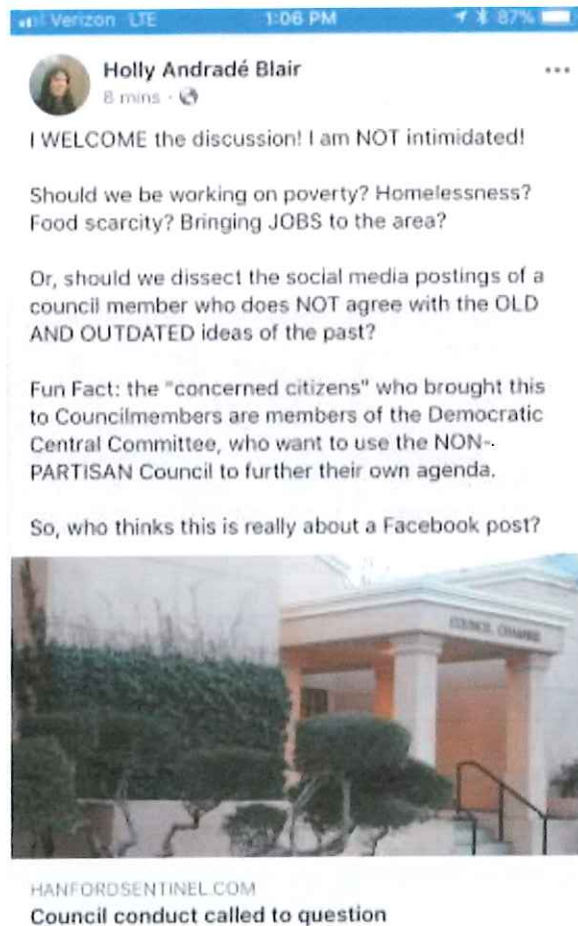 Verizon LTE 1:06 PM 87%
Holly Andradé Blair
8 mins ·
I WELCOME the discussion! I am NOT intimidated!
Should we be working on poverty? Homelessness?
Food scarcity? Bringing JOBS to the area?
Or, should we dissect the social media postings of a
council member who does NOT agree with the OLD
AND OUTDATED ideas of the past?
Fun Fact: the "concerned citizens" who brought this
to Councilmembers are members of the Democratic
Central Committee, who want to use the NON-
PARTISAN Council to further their own agenda.
So, who thinks this is really about a Facebook post?
COUNCIL CHAMBER
HANFORDSENTINEL.COM
Council conduct called to question